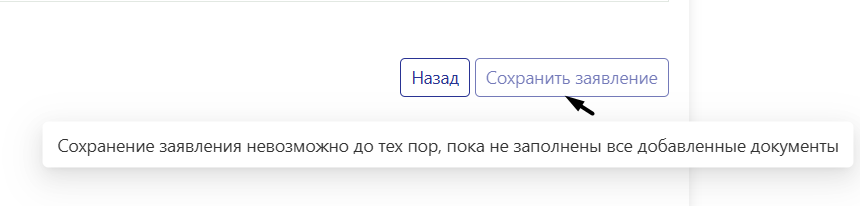 Назад
Сохранить заявление
Сохранение заявления невозможно до тех пор, пока не заполнены все добавленные документы